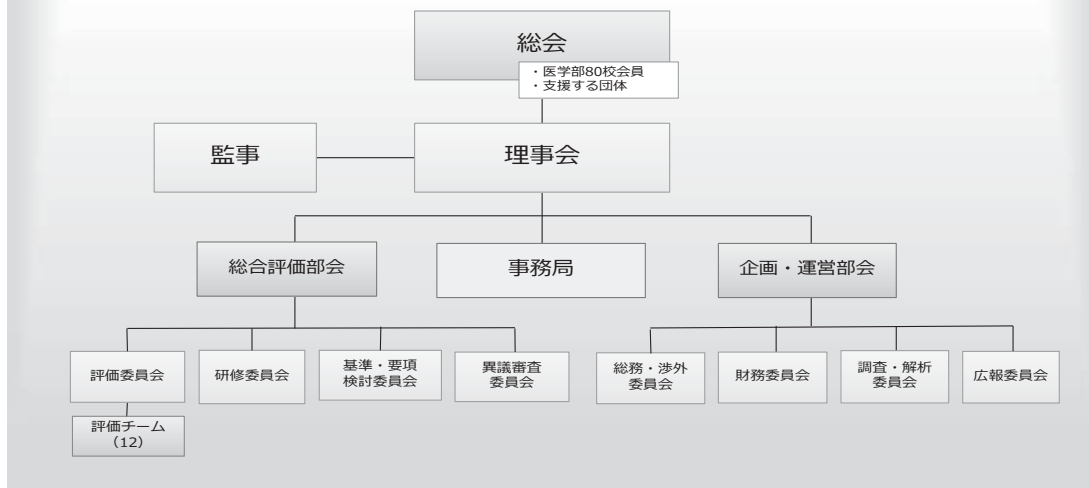 総会
・医学部80校会員
・支援する団体
監事
理事会
総合評価部会
事務局
企画・運営部会
評価委員会
研修委員会
基準・要項
検討委員会
異議審査
委員会
総務・渉外
委員会
財務委員会
調査・解析
委員会
広報委員会
評価チーム
（12）